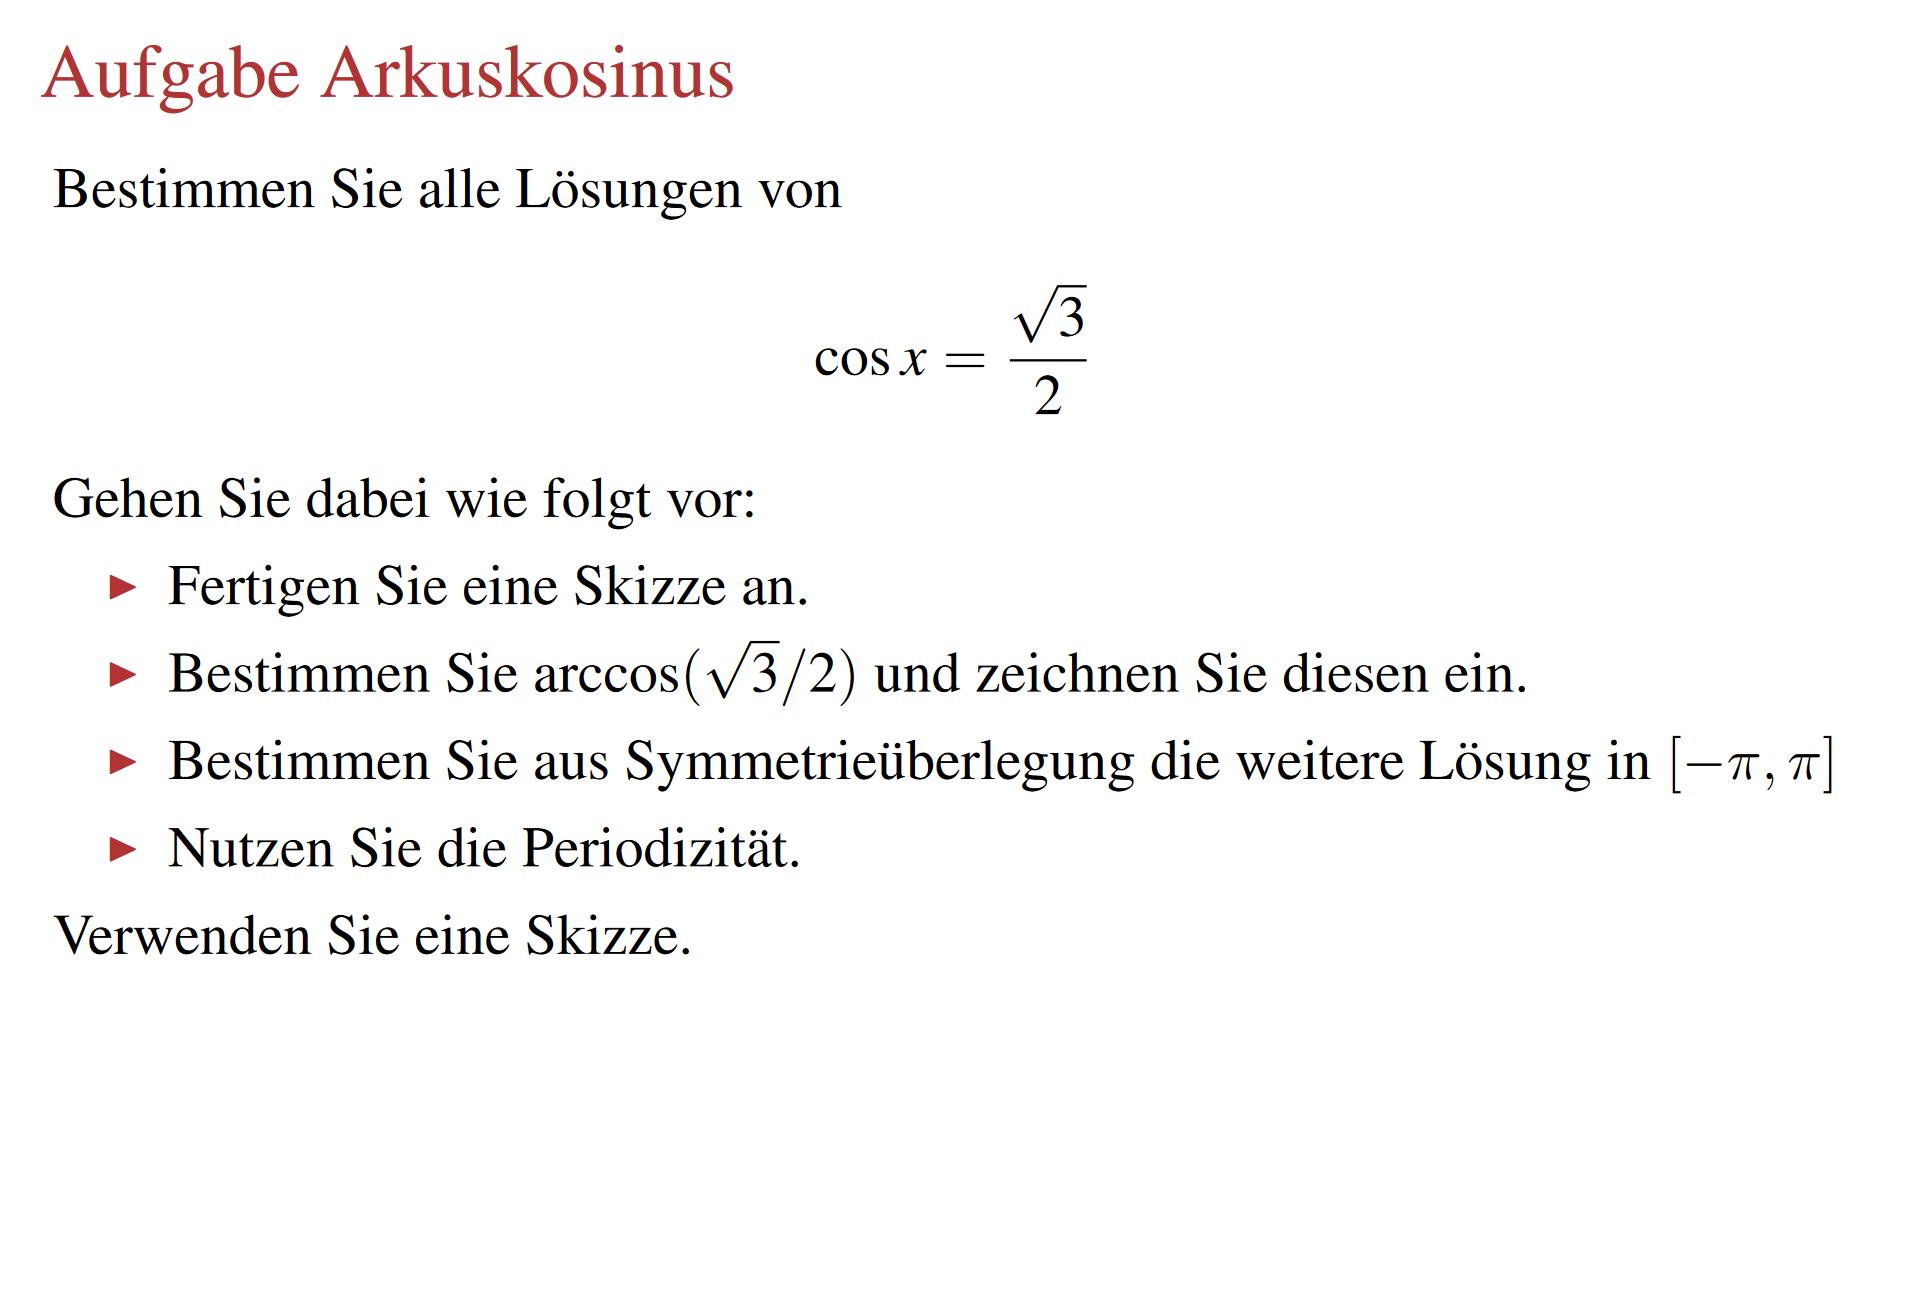 Aufgabe Arkuskosinus
Bestimmen Sie alle Lösungen von
cos x = √3/2
Gehen Sie dabei wie folgt vor:
▶ Fertigen Sie eine Skizze an.
▶ Bestimmen Sie arccos(√3/2) und zeichnen Sie diesen ein.
▶ Bestimmen Sie aus Symmetrieüberlegung die weitere Lösung in [−π, π]
▶ Nutzen Sie die Periodizität.
Verwenden Sie eine Skizze.